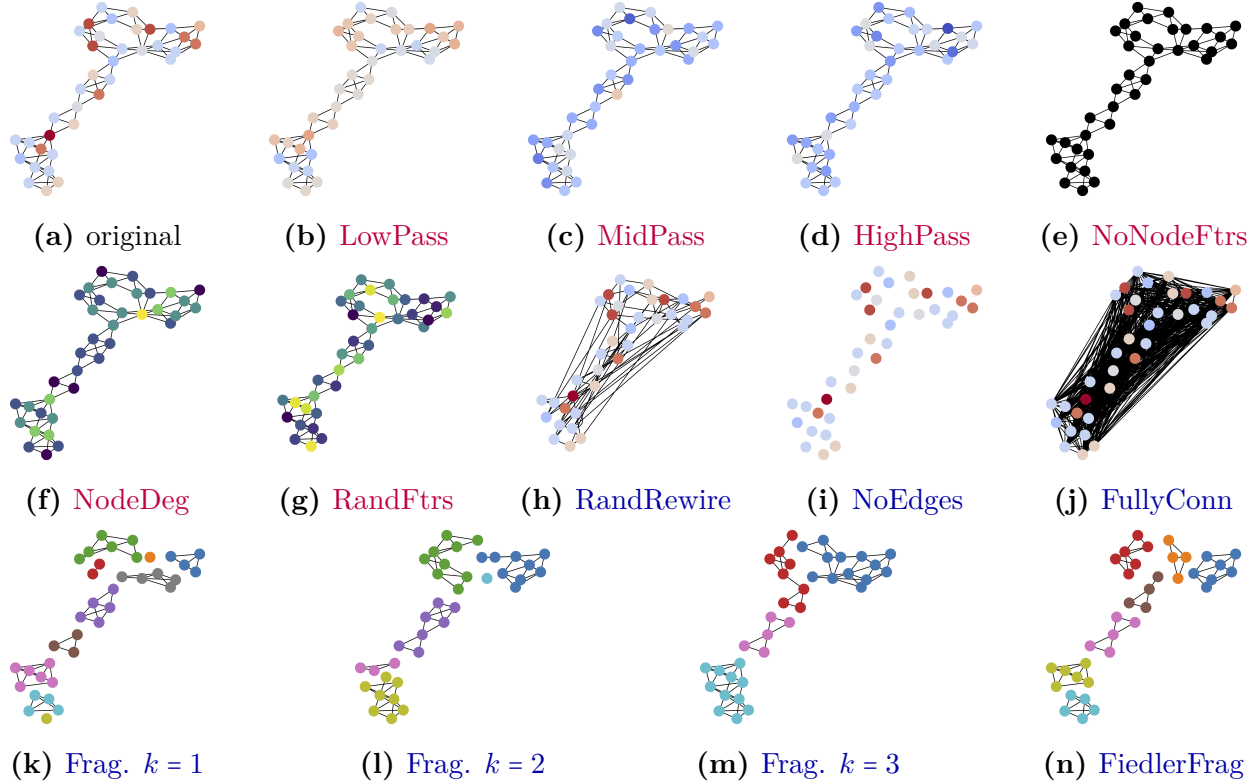 (a) original
(b) LowPass
(c) MidPass
(d) HighPass
(e) NoNodeFtrs
(f) NodeDeg
(g) RandFtrs
(h) RandRewire
(i) NoEdges
(j) FullyConn
(k) Frag. k = 1
(l) Frag. k = 2
(m) Frag. k = 3
(n) FiedlerFrag